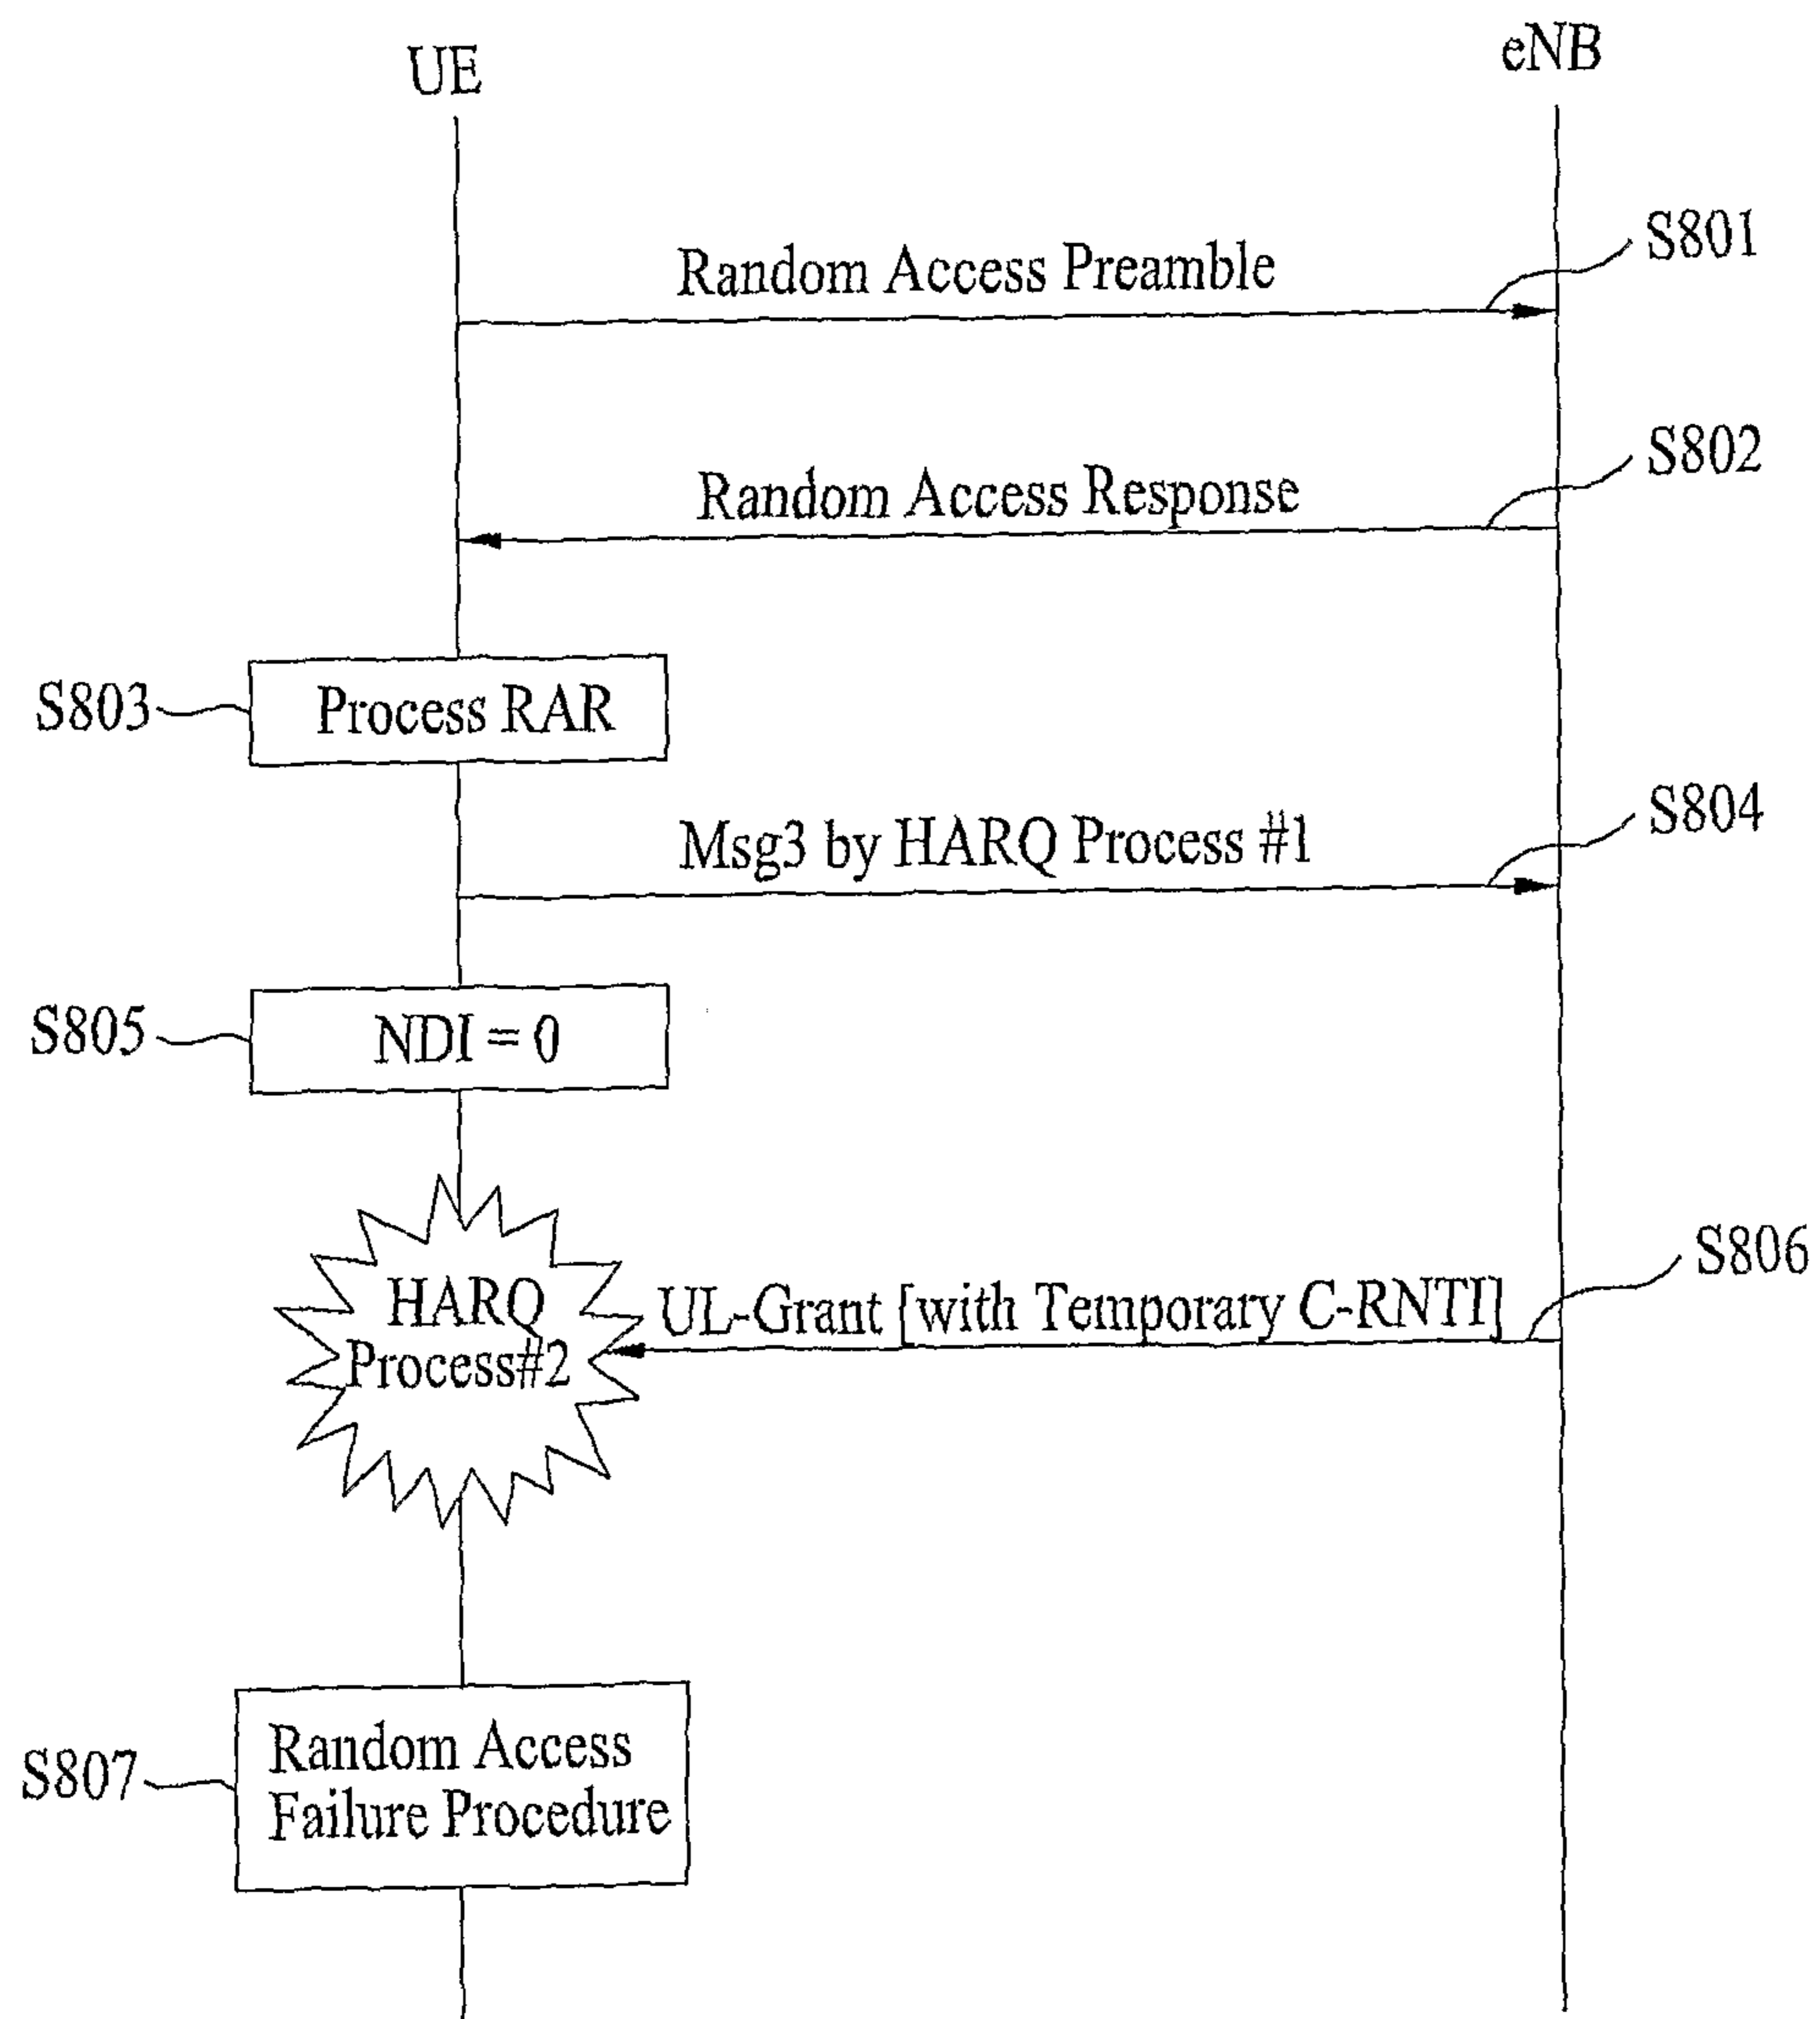 UE
eNB
Random Access Preamble
S801
Random Access Response
S802
S803
Process RAR
Msg3 by HARQ Process #1
S804
S805
NDI = 0
HARQ
Process#2
UL-Grant [with Temporary C-RNTI]
S806
S807
Random Access
Failure Procedure